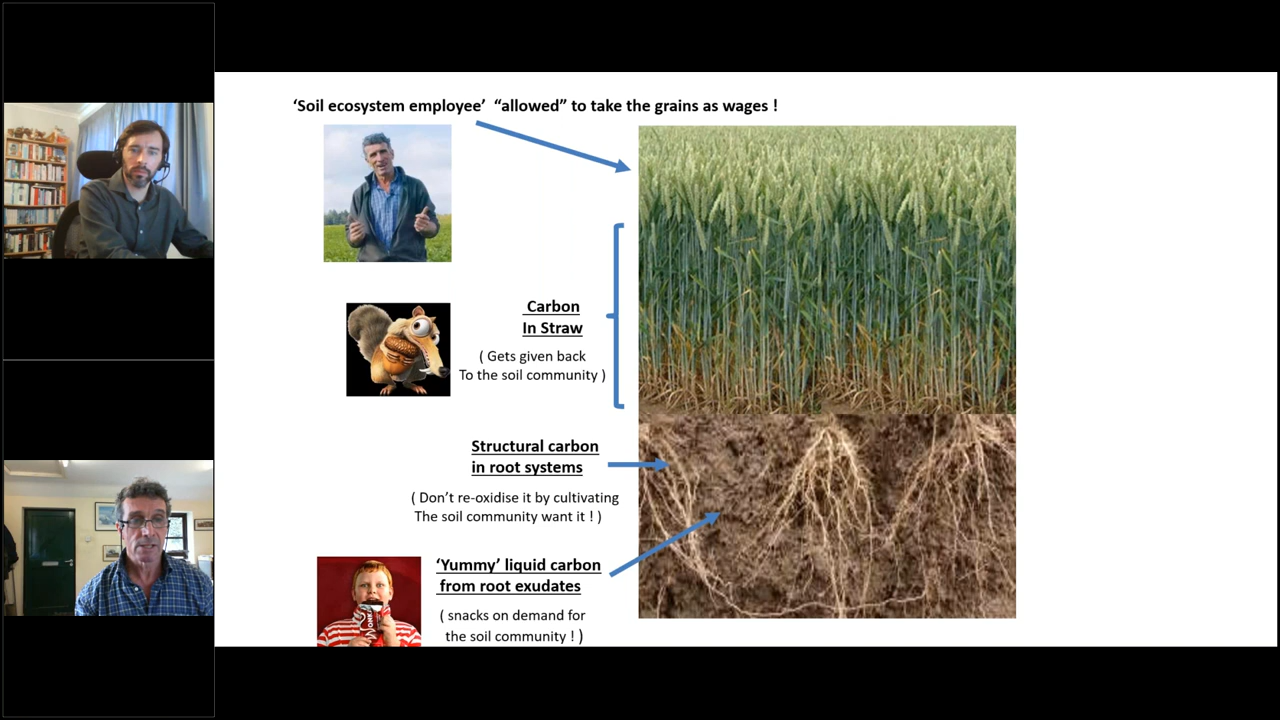 ‘Soil ecosystem employee’ “allowed” to take the grains as wages !
Carbon
In Straw
( Gets given back
To the soil community )
Structural carbon
in root systems
( Don’t re-oxidise it by cultivating
The soil community want it ! )
‘Yummy’ liquid carbon
from root exudates
( snacks on demand for
the soil community ! )